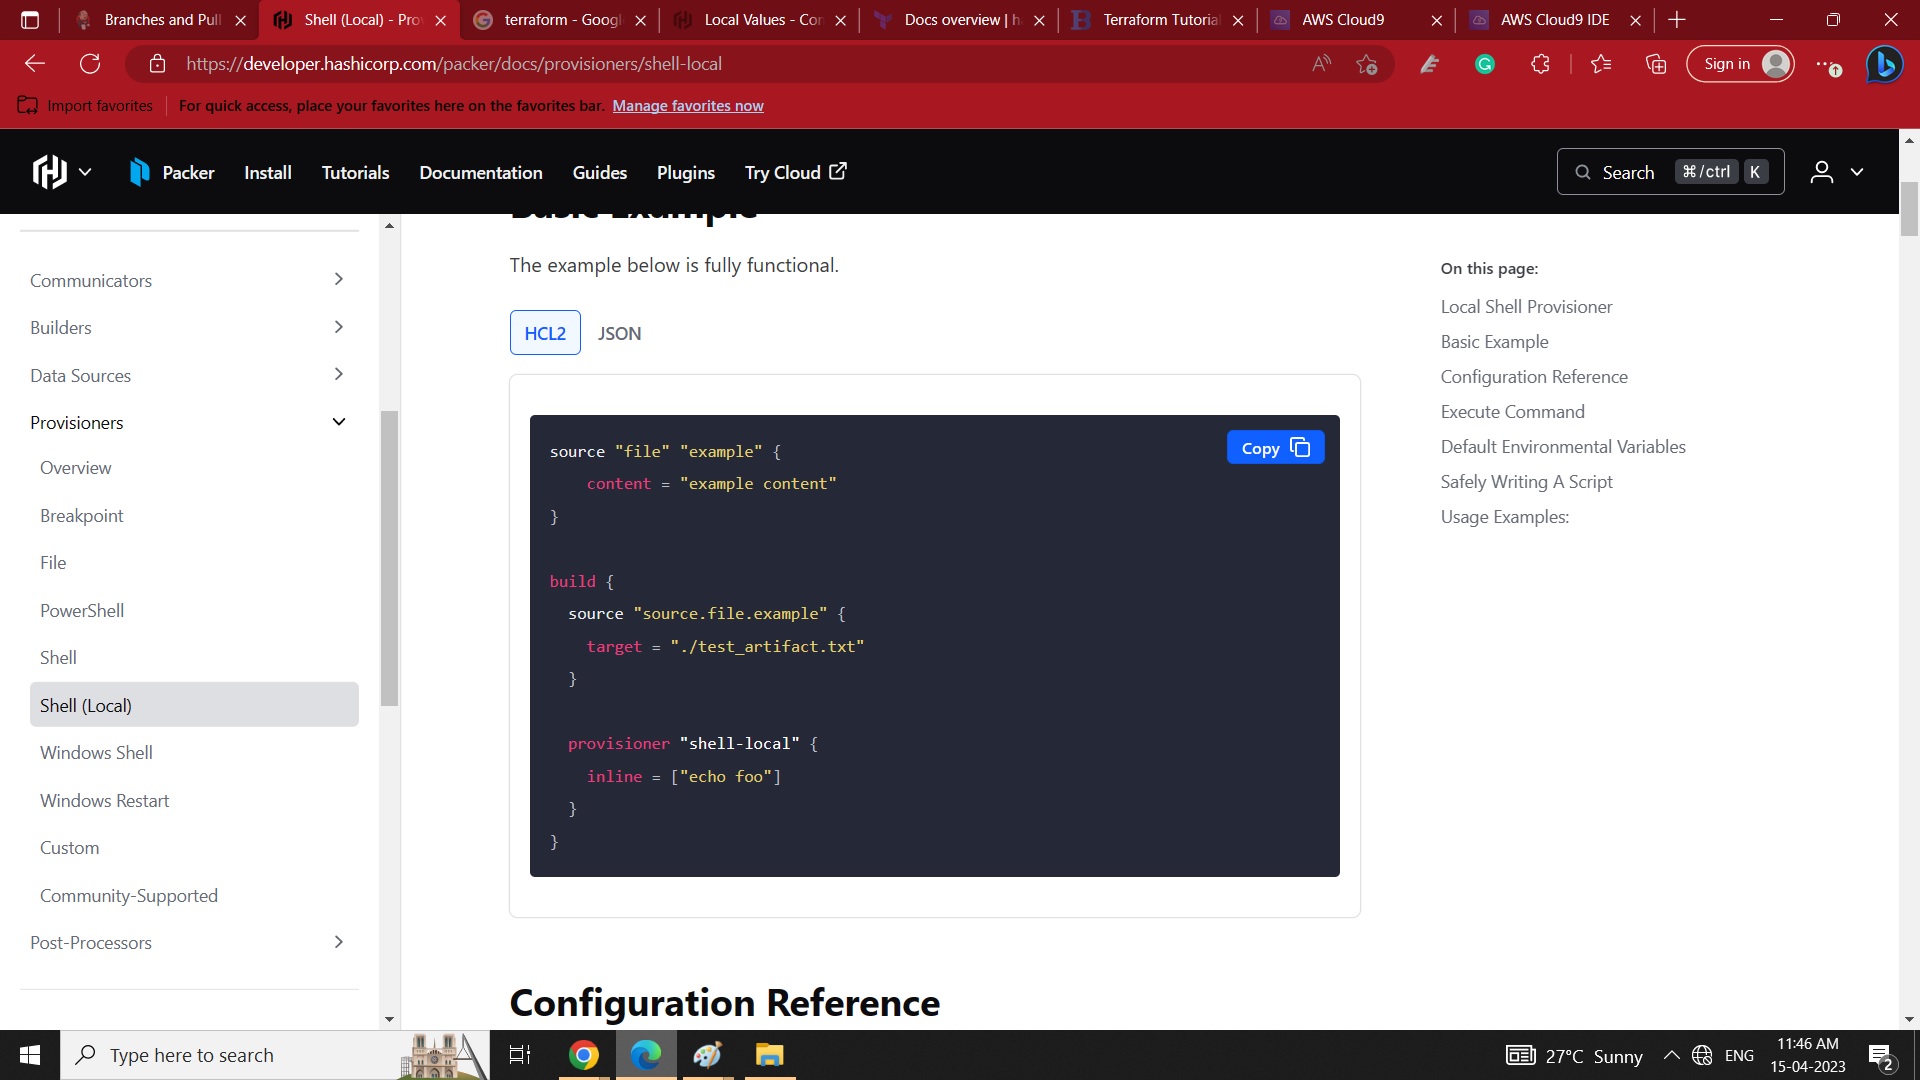 Branches and Pull
Shell (Local) - Pro
terraform - Googl
Local Values - Con
Docs overview | h
Terraform Tutorial
AWS Cloud9
AWS Cloud9 IDE
https://developer.hashicorp.com/packer/docs/provisioners/shell-local
Sign in
Import favorites
For quick access, place your favorites here on the favorites bar. Manage favorites now
Packer
Install
Tutorials
Documentation
Guides
Plugins
Try Cloud
Search
⌘/ctrl
K
Communicators
Builders
Data Sources
Provisioners
Overview
Breakpoint
File
PowerShell
Shell
Shell (Local)
Windows Shell
Windows Restart
Custom
Community-Supported
Post-Processors
Basic Example
The example below is fully functional.
HCL2
JSON
Copy
source "file" "example" {
content = "example content"
}
build {
source "source.file.example" {
target = "./test_artifact.txt"
}
provisioner "shell-local" {
inline = ["echo foo"]
}
}
Configuration Reference
On this page:
Local Shell Provisioner
Basic Example
Configuration Reference
Execute Command
Default Environmental Variables
Safely Writing A Script
Usage Examples:
Type here to search
27°C Sunny
ENG
11:46 AM
15-04-2023
2